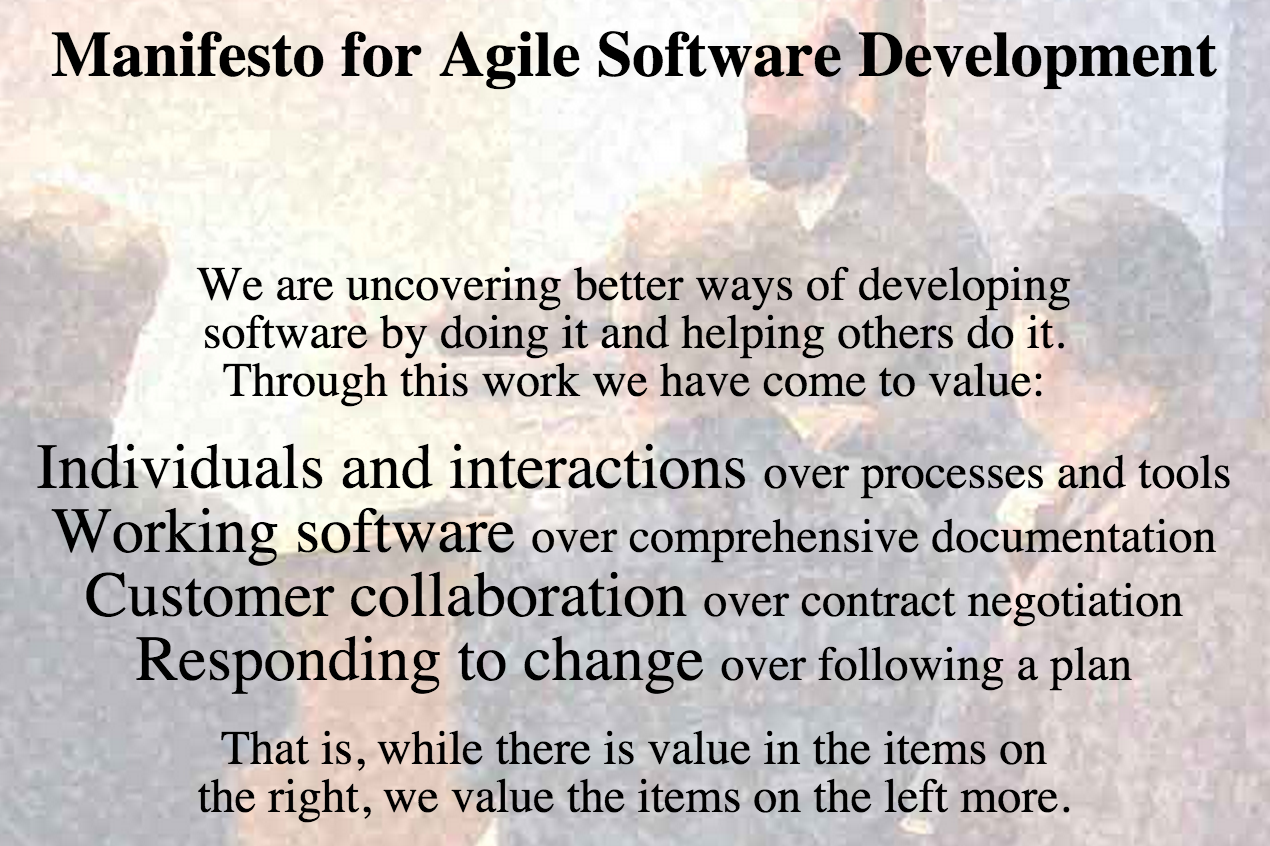 Manifesto for Agile Software Development
We are uncovering better ways of developing
software by doing it and helping others do it.
Through this work we have come to value:
Individuals and interactions over processes and tools
Working software over comprehensive documentation
Customer collaboration over contract negotiation
Responding to change over following a plan
That is, while there is value in the items on
the right, we value the items on the left more.